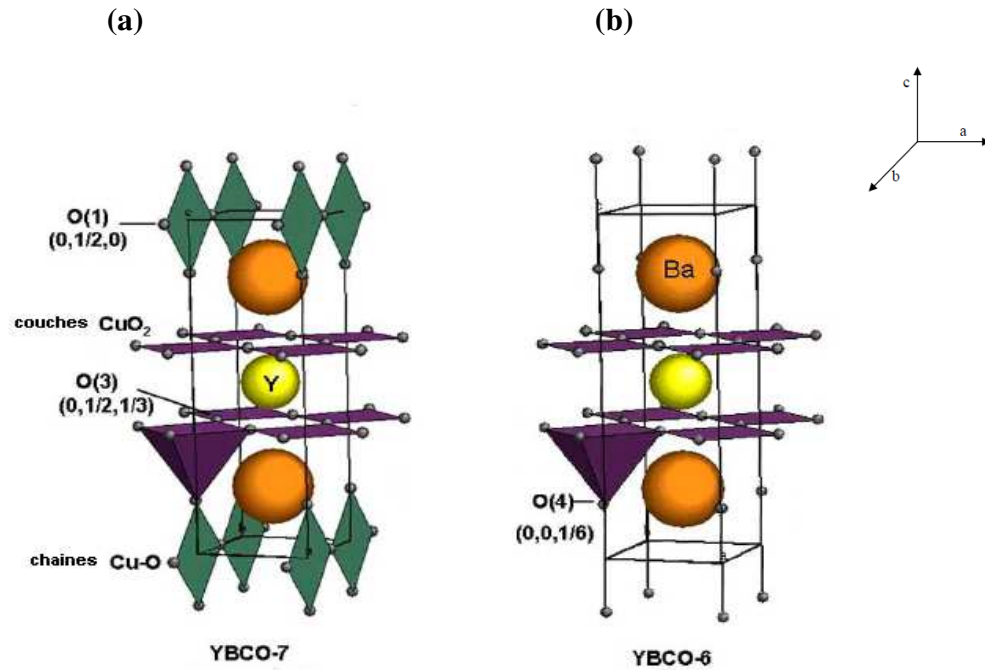 (a)
(b)
c
a
b
O(1)
(0,1/2,0)
Ba
couches CuO₂
Y
O(3)
(0,1/2,1/3)
O(4)
(0,0,1/6)
chaines Cu-O
YBCO-7
YBCO-6